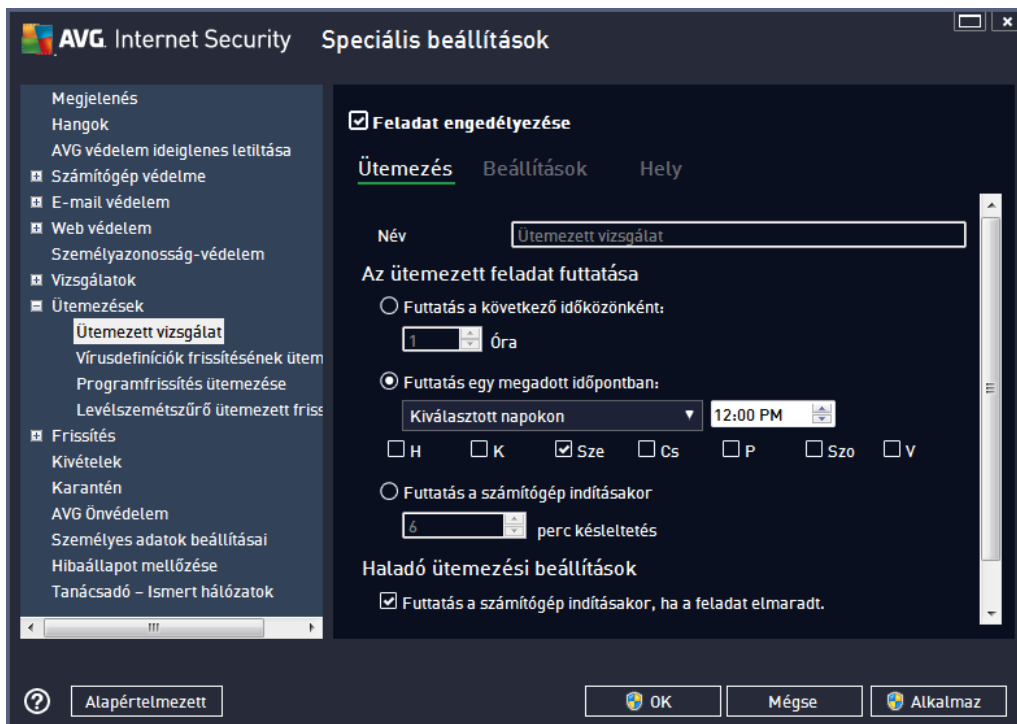 AVG Internet Security Speciális beállítások
Megjelenés
Hangok
AVG védelem ideiglenes letiltása
Számítógép védelme
E-mail védelem
Web védelem
Személyazonosság-védelem
Vizsgálatok
Ütemezések
Ütemezett vizsgálat
Vírusdefiníciók frissítésének ütem
Programfrissítés ütemezése
Levélszemétszűrő ütemezett friss
Frissítés
Kivételek
Karantén
AVG Önvédelem
Személyes adatok beállításai
Hibaállapot mellőzése
Tanácsadó – Ismert hálózatok
Feladat engedélyezése
Ütemezés Beállítások Hely
Név Ütemezett vizsgálat
Az ütemezett feladat futtatása
Futtatás a következő időközönként:
1 Óra
Futtatás egy megadott időpontban:
Kiválasztott napokon 12:00 PM
H K Sze Cs P Szo V
Futtatás a számítógép indításakor
6 perc késleltetés
Haladó ütemezési beállítások
Futtatás a számítógép indításakor, ha a feladat elmaradt.
? Alapértelmezett OK Mégse Alkalmaz